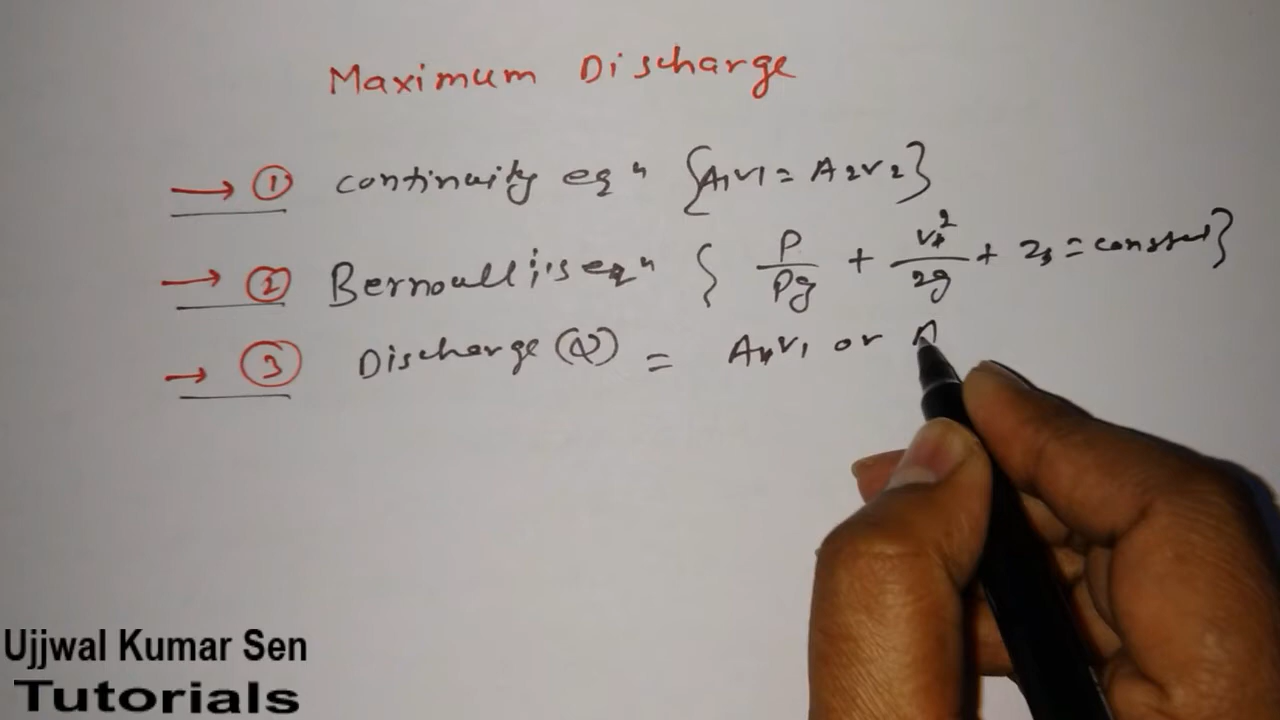 Maximum Discharge
→ ① continuity eqⁿ {A₁V₁ = A₂V₂}
→ ② Bernoulli's eqⁿ { P/ρg + V²/2g + = constant}
→ ③ Discharge (Q) = A₁V₁ or A
Ujjwal Kumar Sen
Tutorials